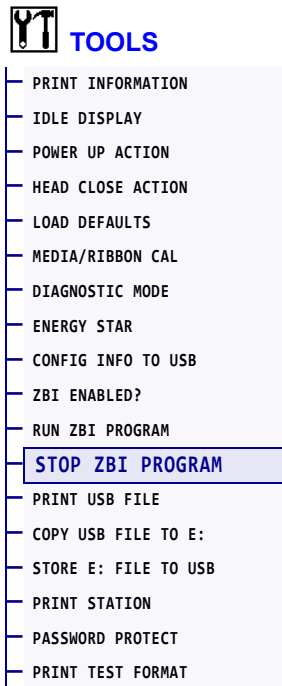 TOOLS
PRINT INFORMATION
IDLE DISPLAY
POWER UP ACTION
HEAD CLOSE ACTION
LOAD DEFAULTS
MEDIA/RIBBON CAL
DIAGNOSTIC MODE
ENERGY STAR
CONFIG INFO TO USB
ZBI ENABLED?
RUN ZBI PROGRAM
STOP ZBI PROGRAM
PRINT USB FILE
COPY USB FILE TO E:
STORE E: FILE TO USB
PRINT STATION
PASSWORD PROTECT
PRINT TEST FORMAT